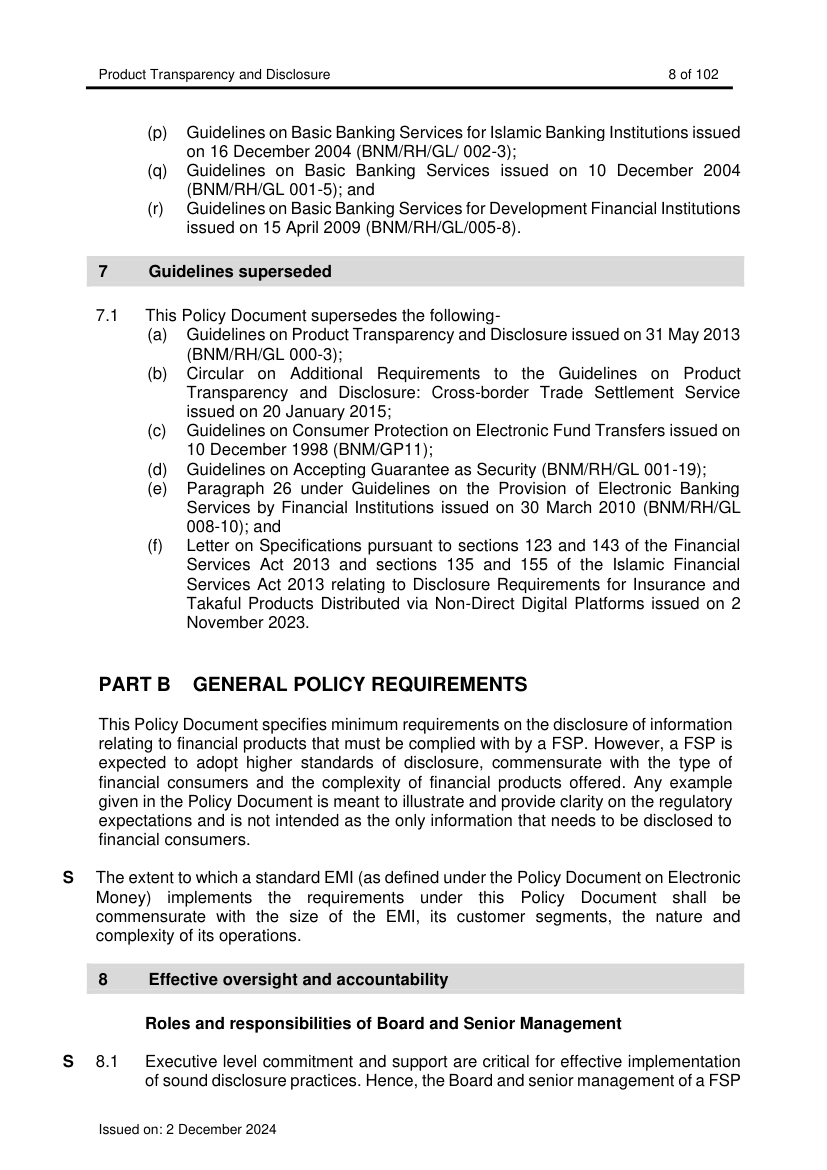 Product Transparency and Disclosure 8 of 102
(p) Guidelines on Basic Banking Services for Islamic Banking Institutions issued
on 16 December 2004 (BNM/RH/GL/ 002-3);
(q) Guidelines on Basic Banking Services issued on 10 December 2004
(BNM/RH/GL 001-5); and
(r) Guidelines on Basic Banking Services for Development Financial Institutions
issued on 15 April 2009 (BNM/RH/GL/005-8).
7 Guidelines superseded
7.1 This Policy Document supersedes the following-
(a) Guidelines on Product Transparency and Disclosure issued on 31 May 2013
(BNM/RH/GL 000-3);
(b) Circular on Additional Requirements to the Guidelines on Product
Transparency and Disclosure: Cross-border Trade Settlement Service
issued on 20 January 2015;
(c) Guidelines on Consumer Protection on Electronic Fund Transfers issued on
10 December 1998 (BNM/GP11);
(d) Guidelines on Accepting Guarantee as Security (BNM/RH/GL 001-19);
(e) Paragraph 26 under Guidelines on the Provision of Electronic Banking
Services by Financial Institutions issued on 30 March 2010 (BNM/RH/GL
008-10); and
(f) Letter on Specifications pursuant to sections 123 and 143 of the Financial
Services Act 2013 and sections 135 and 155 of the Islamic Financial
Services Act 2013 relating to Disclosure Requirements for Insurance and
Takaful Products Distributed via Non-Direct Digital Platforms issued on 2
November 2023.
PART B GENERAL POLICY REQUIREMENTS
This Policy Document specifies minimum requirements on the disclosure of information
relating to financial products that must be complied with by a FSP. However, a FSP is
expected to adopt higher standards of disclosure, commensurate with the type of
financial consumers and the complexity of financial products offered. Any example
given in the Policy Document is meant to illustrate and provide clarity on the regulatory
expectations and is not intended as the only information that needs to be disclosed to
financial consumers.
S The extent to which a standard EMI (as defined under the Policy Document on Electronic
Money) implements the requirements under this Policy Document shall be
commensurate with the size of the EMI, its customer segments, the nature and
complexity of its operations.
8 Effective oversight and accountability
Roles and responsibilities of Board and Senior Management
S 8.1 Executive level commitment and support are critical for effective implementation
of sound disclosure practices. Hence, the Board and senior management of a FSP
Issued on: 2 December 2024